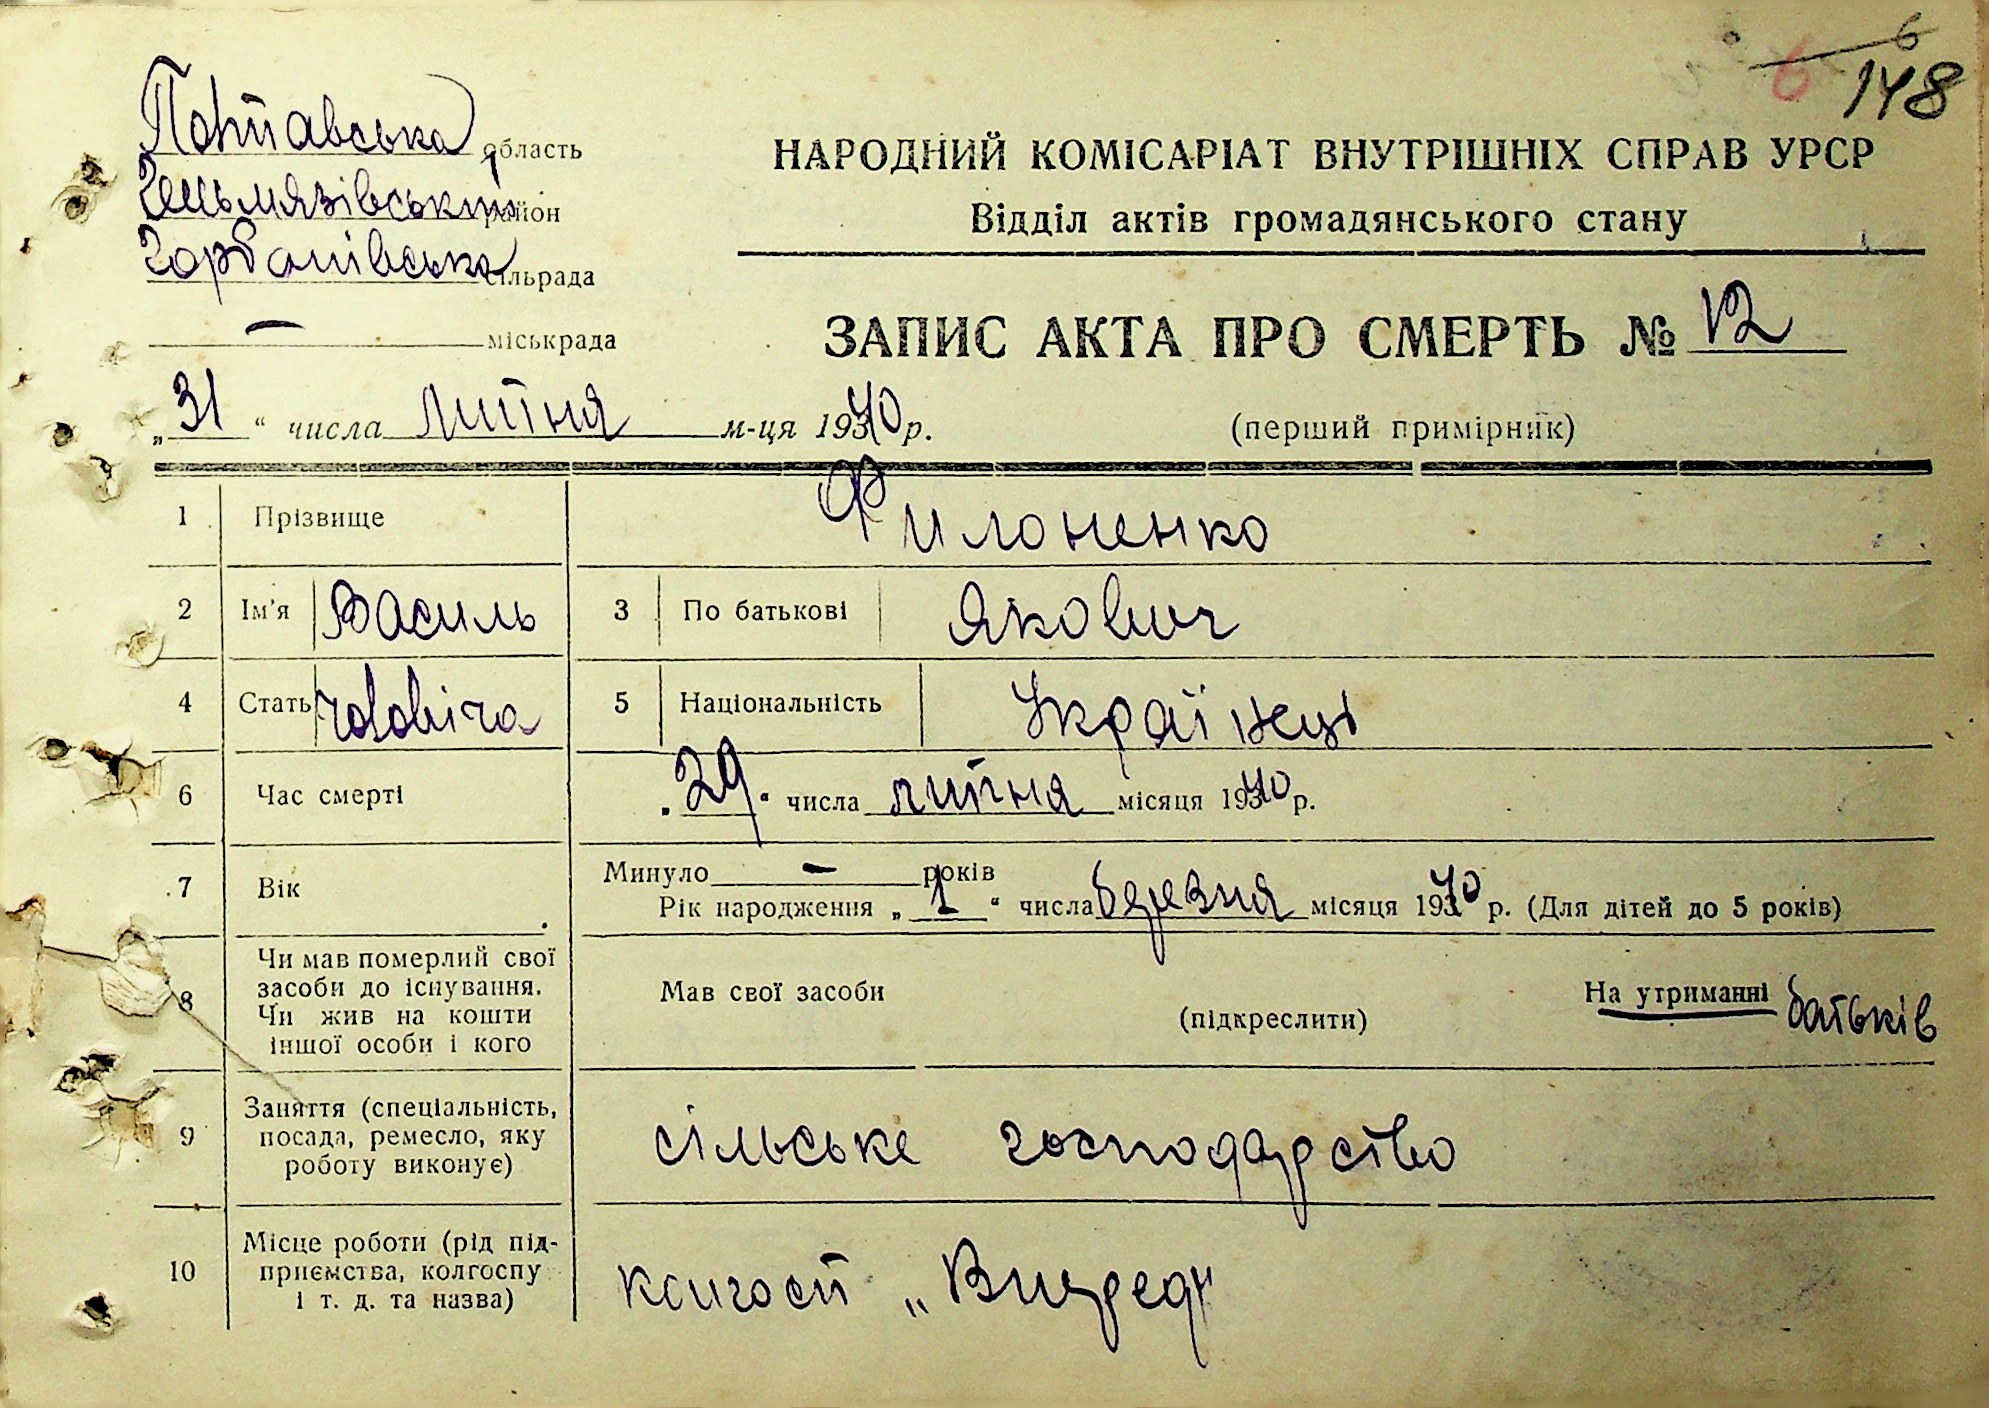 6
6
148
Полтавська область
Гельмязівський район
Горбанівська сільрада
— міськрада
НАРОДНИЙ КОМІСАРІАТ ВНУТРІШНІХ СПРАВ УРСР
Відділ актів громадянського стану
ЗАПИС АКТА ПРО СМЕРТЬ № 12
„31“ числа липня м-ця 1940 р.
(перший примірник)
1 Прізвище Филоненко
2 Ім'я Василь 3 По батькові Якович
4 Стать чоловіча 5 Національність Українець
6 Час смерті „29“ числа липня місяця 1940 р.
7 Вік Минуло — років
Рік народження „1“ числа березня місяця 1940 р. (Для дітей до 5 років)
8 Чи мав померлий свої засоби до існування. Чи жив на кошти іншої особи і кого
Мав свої засоби (підкреслити) На утриманні батьків
9 Заняття (спеціальність, посада, ремесло, яку роботу виконує)
сільське господарство
10 Місце роботи (рід підприємства, колгоспу і т. д. та назва)
колгосп „Вперед"